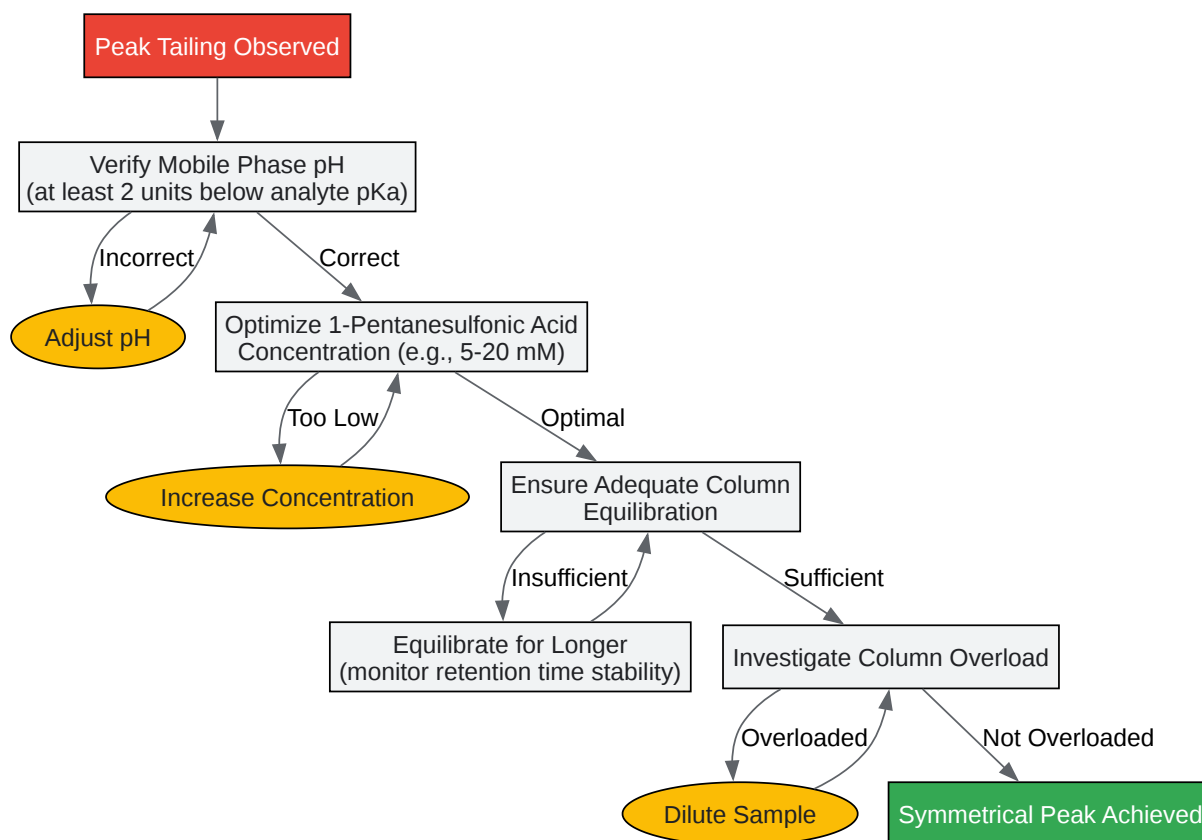 Peak Tailing Observed
Verify Mobile Phase pH
(at least 2 units below analyte pKa)
Incorrect
Correct
Adjust pH
Optimize 1-Pentanesulfonic Acid
Concentration (e.g., 5-20 mM)
Too Low
Optimal
Increase Concentration
Ensure Adequate Column
Equilibration
Insufficient
Sufficient
Equilibrate for Longer
(monitor retention time stability)
Investigate Column Overload
Overloaded
Not Overloaded
Dilute Sample
Symmetrical Peak Achieved